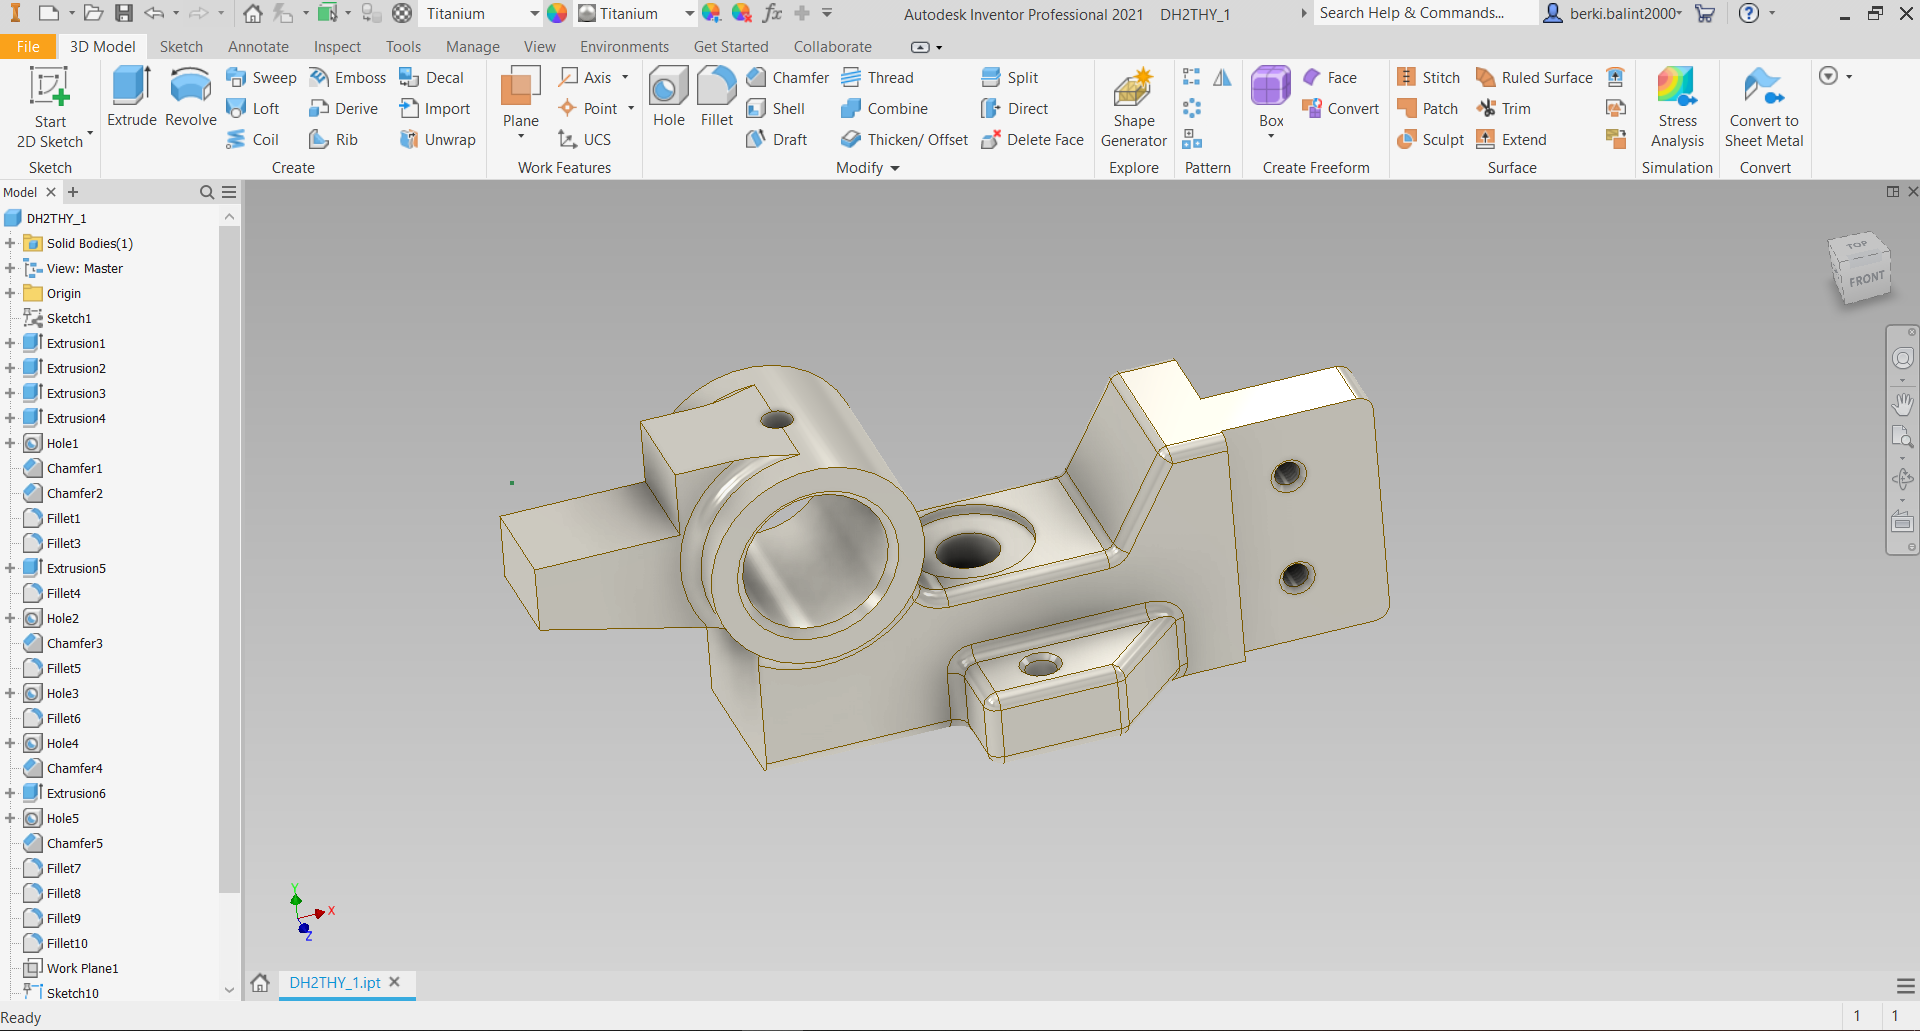 Titanium
Titanium
Autodesk Inventor Professional 2021 DH2THY_1
Search Help & Commands...
berki.balint2000
File 3D Model Sketch Annotate Inspect Tools Manage View Environments Get Started Collaborate
Start
2D Sketch
Sketch
Extrude
Revolve
Sweep Emboss Decal
Loft Derive Import
Coil Rib Unwrap
Create
Plane
Axis
Point
UCS
Work Features
Hole
Fillet
Chamfer Thread Split
Shell Combine Direct
Draft Thicken/ Offset Delete Face
Modify
Shape
Generator
Explore
Pattern
Box
Face
Convert
Create Freeform
Stitch Ruled Surface
Patch Trim
Sculpt Extend
Surface
Stress
Analysis
Simulation
Convert to
Sheet Metal
Convert
Model
DH2THY_1
Solid Bodies(1)
View: Master
Origin
Sketch1
Extrusion1
Extrusion2
Extrusion3
Extrusion4
Hole1
Chamfer1
Chamfer2
Fillet1
Fillet3
Extrusion5
Fillet4
Hole2
Chamfer3
Fillet5
Hole3
Fillet6
Hole4
Chamfer4
Extrusion6
Hole5
Chamfer5
Fillet7
Fillet8
Fillet9
Fillet10
Work Plane1
Sketch10
TOP
FRONT
Y
X
Z
DH2THY_1.ipt
Ready
1 1